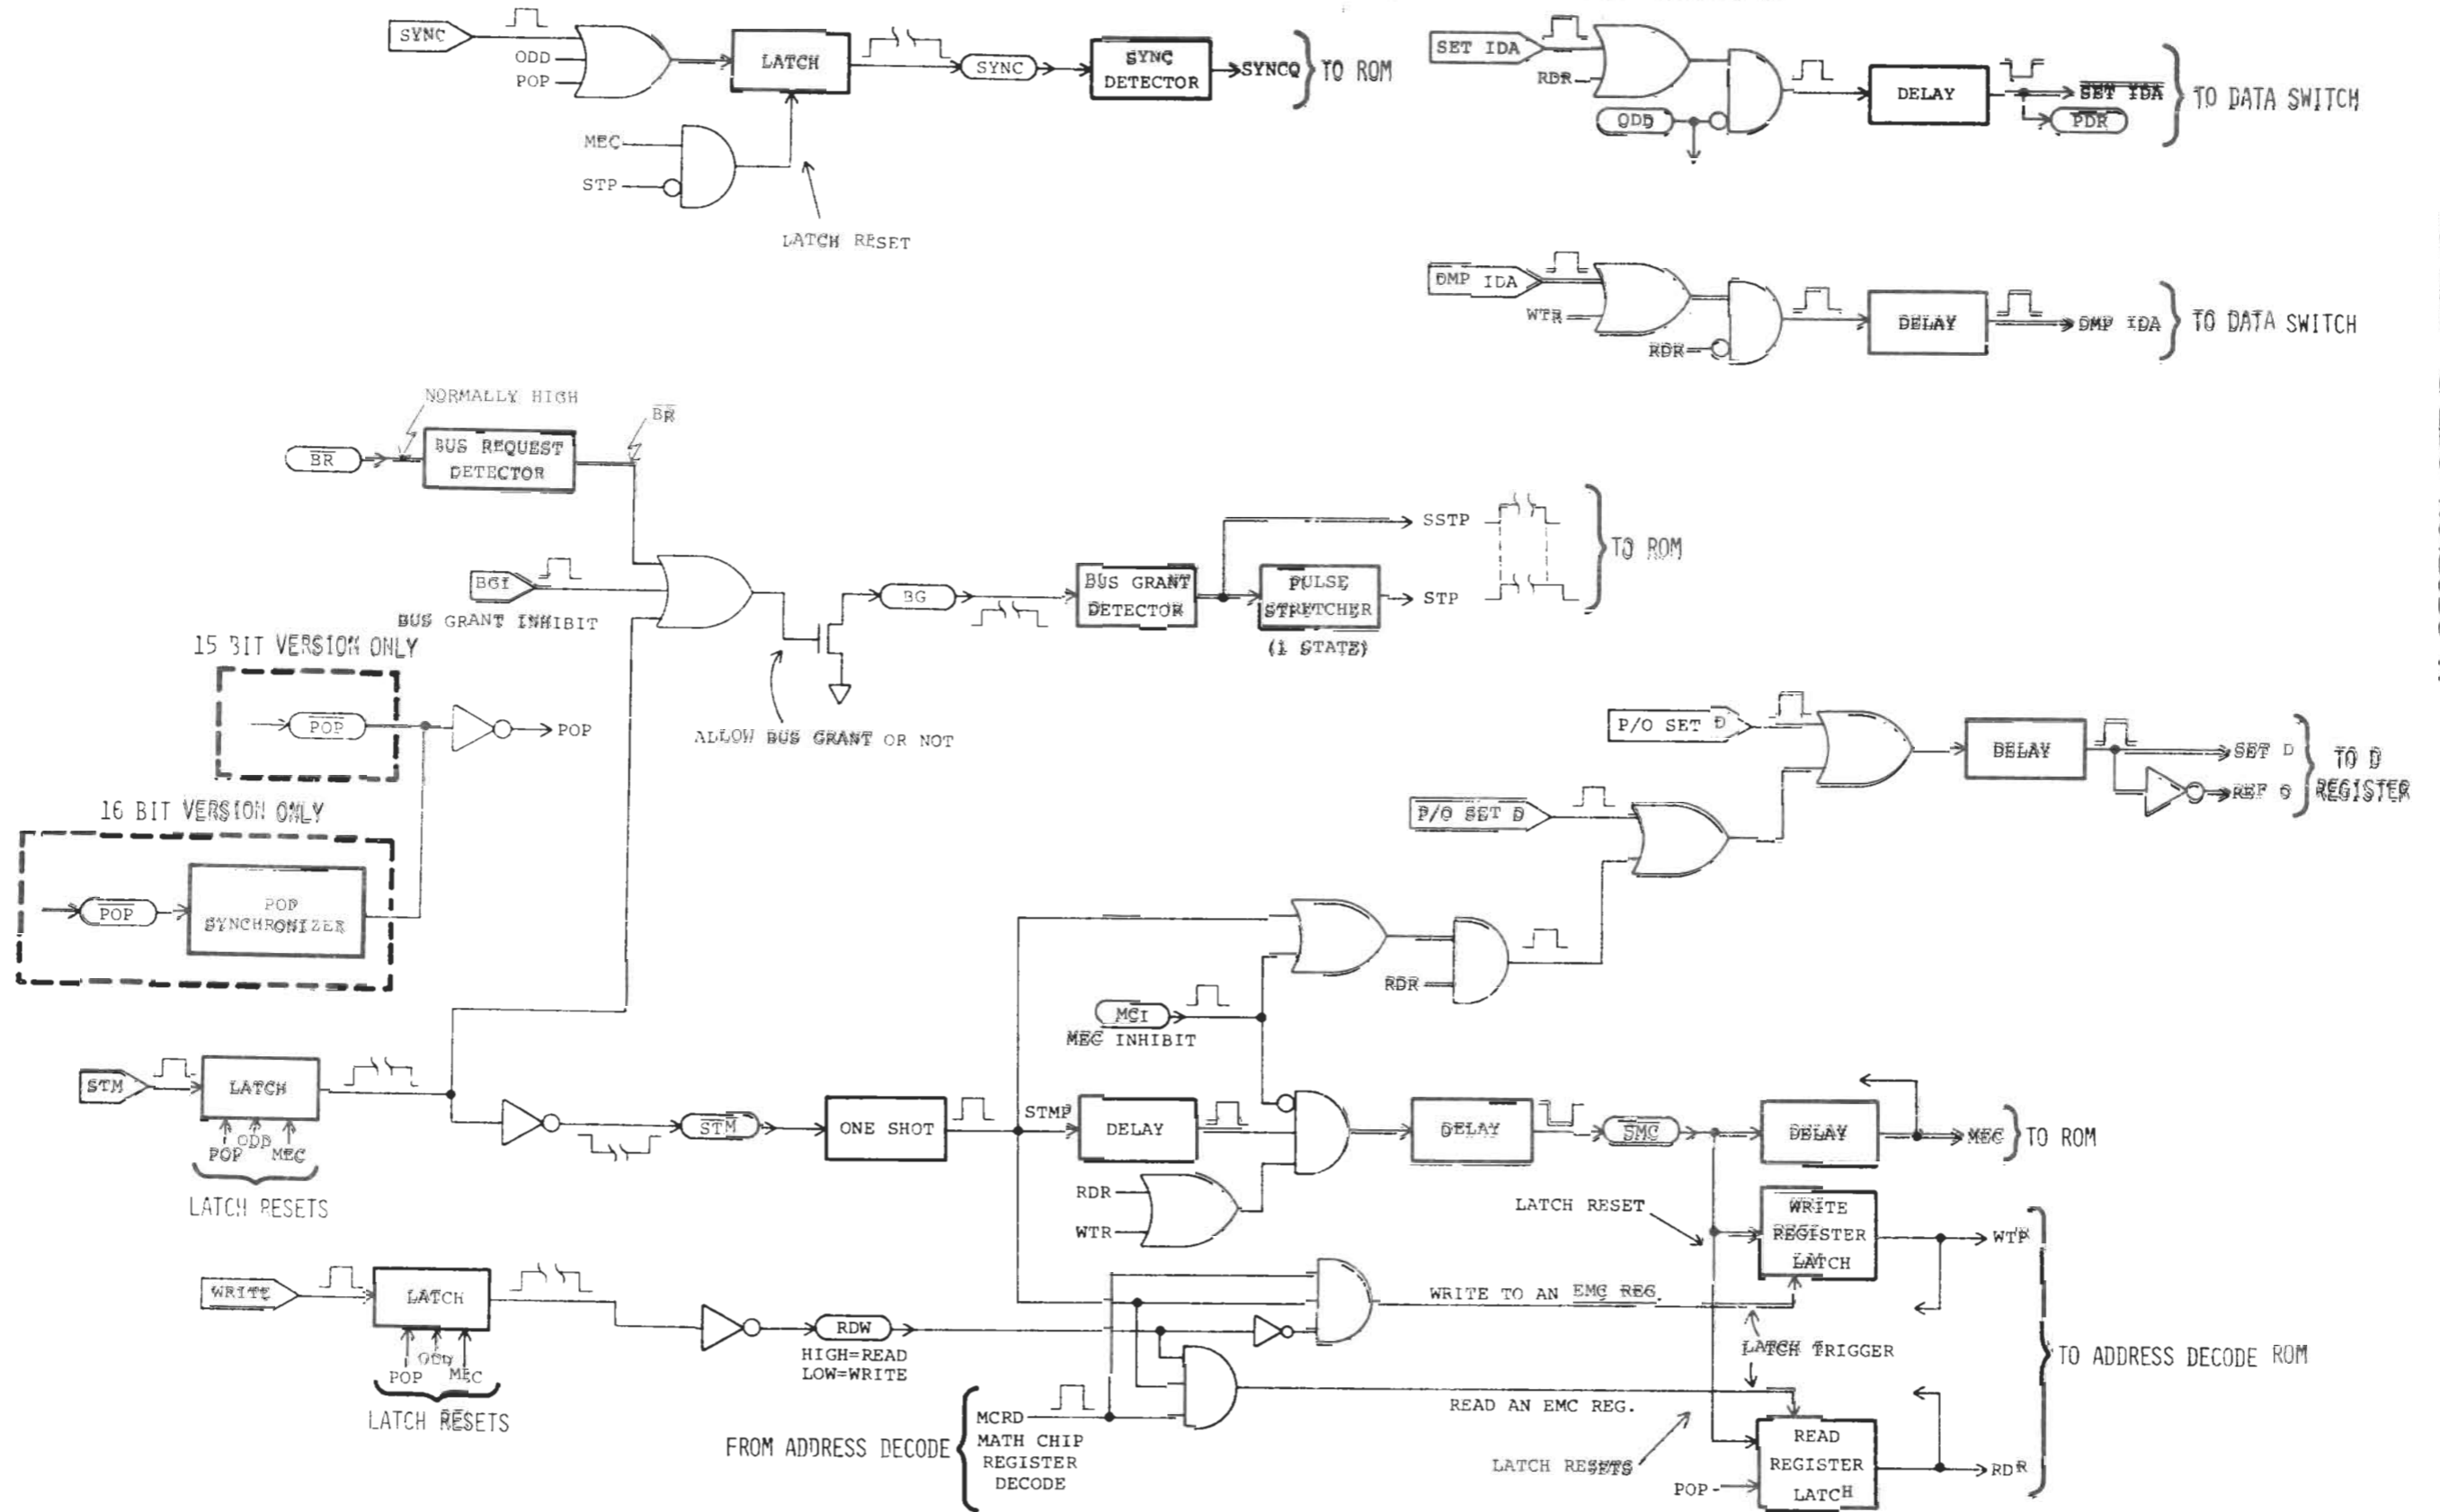 SYNC
ODD
POP
LATCH
SYNC
SYNC
DETECTOR
SYNCQ
TO ROM
MEC
STP
LATCH RESET
SET IDA
RDR
ODD
DELAY
SET IDA
PDR
TO DATA SWITCH
DMP IDA
WTR
RDR
DELAY
DMP IDA
TO DATA SWITCH
NORMALLY HIGH
BR
BUS REQUEST
DETECTOR
BR
BGI
BUS GRANT INHIBIT
BG
BUS GRANT
DETECTOR
PULSE
STRETCHER
(1 STATE)
SSTP
STP
TO ROM
ALLOW BUS GRANT OR NOT
15 BIT VERSION ONLY
POP
POP
16 BIT VERSION ONLY
POP
POP
SYNCHRONIZER
P/O SET D
P/O SET D
DELAY
SET D
REF
TO D
REGISTER
RDR
MCI
MEC INHIBIT
STM
LATCH
POP
ODD
MEC
LATCH RESETS
STM
ONE SHOT
STMP
DELAY
RDR
WTR
DELAY
SMC
DELAY
MEC
TO ROM
LATCH RESET
WRITE
REGISTER
LATCH
WTR
WRITE
LATCH
POP
ODD
MEC
LATCH RESETS
RDW
HIGH=READ
LOW=WRITE
WRITE TO AN EMC REG.
LATCH TRIGGER
READ AN EMC REG.
TO ADDRESS DECODE ROM
FROM ADDRESS DECODE
MCRD
MATH CHIP
REGISTER
DECODE
LATCH RESETS
POP
READ
REGISTER
LATCH
RDR